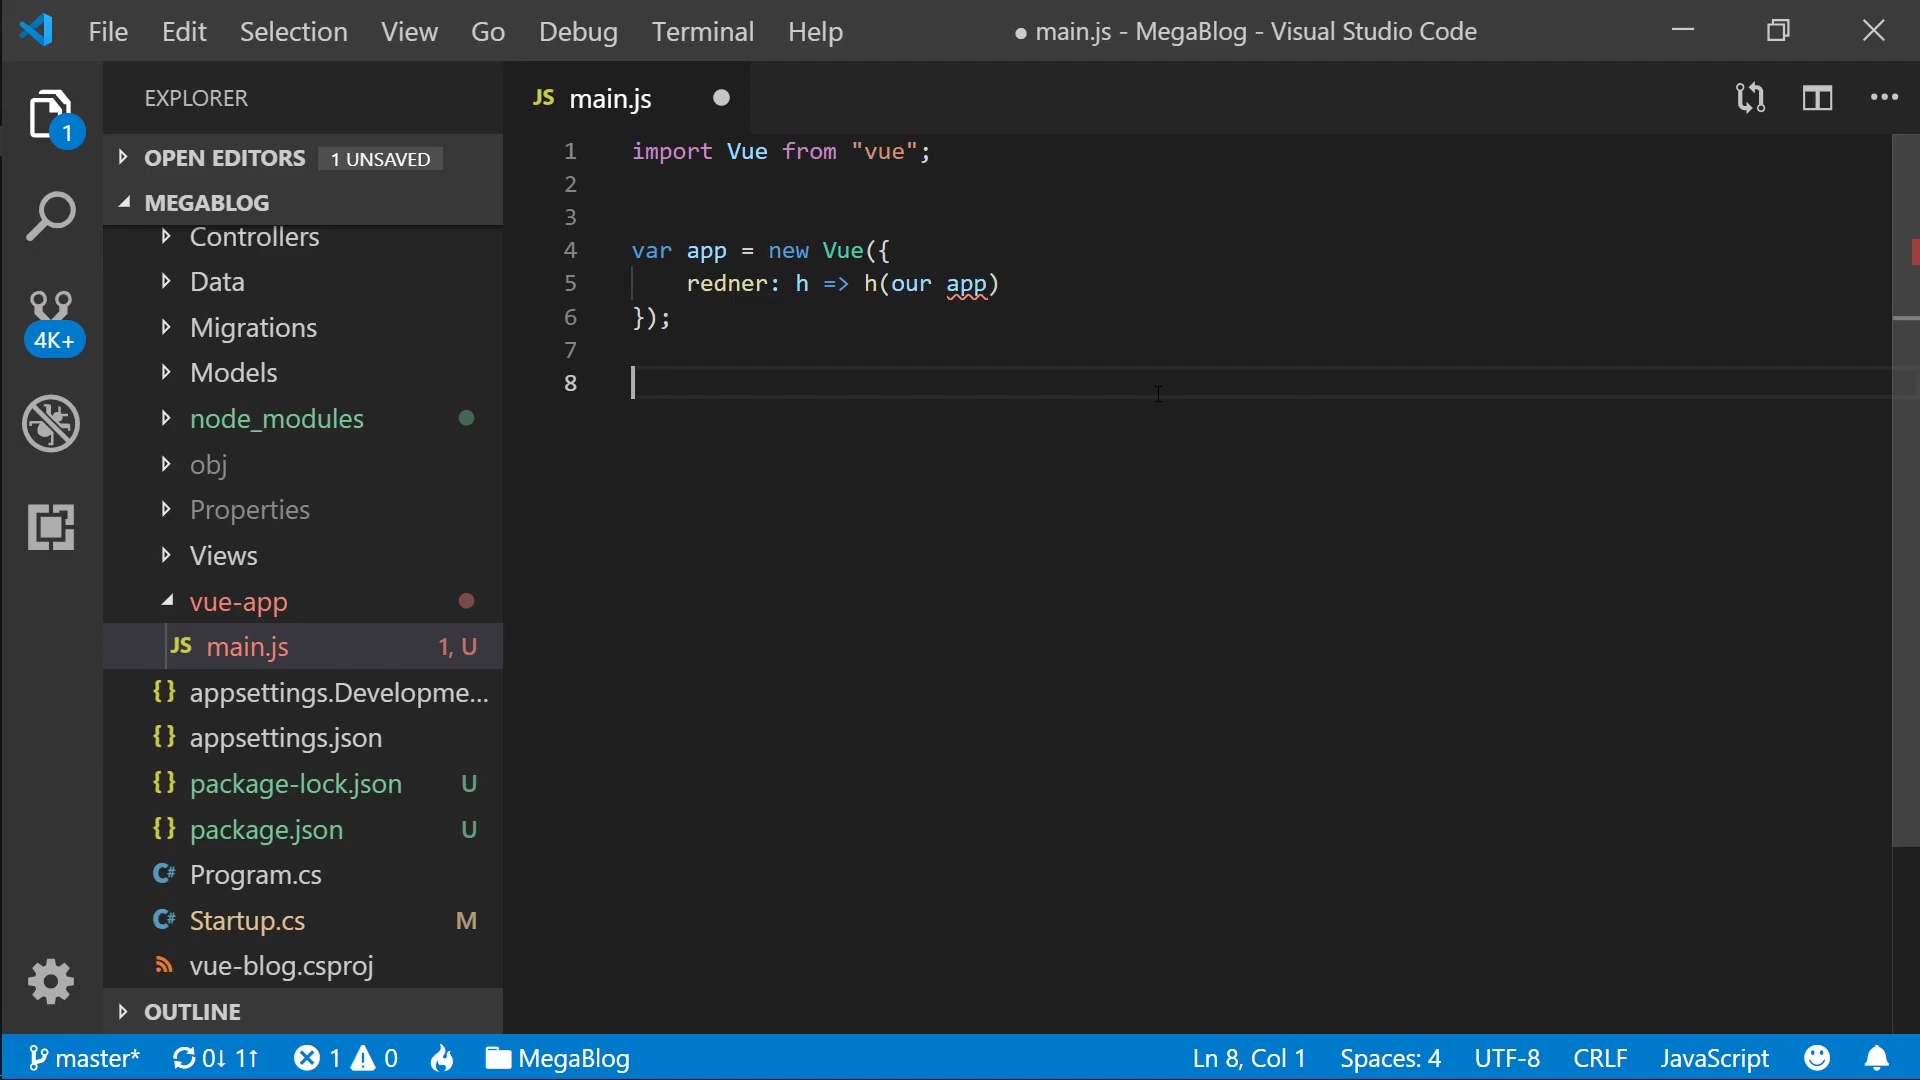 File Edit Selection View Go Debug Terminal Help ● main.js - MegaBlog - Visual Studio Code
1
4K+
EXPLORER
OPEN EDITORS 1 UNSAVED
MEGABLOG
Controllers
Data
Migrations
Models
node_modules
obj
Properties
Views
vue-app
JS main.js 1, U
{} appsettings.Developme...
{} appsettings.json
{} package-lock.json U
{} package.json U
C# Program.cs
C# Startup.cs M
vue-blog.csproj
OUTLINE
JS main.js ●
1 import Vue from "vue";
2
3
4 var app = new Vue({
5     redner: h => h(our app)
6 });
7
8
master* 0↓ 1↑ 1 0 MegaBlog Ln 8, Col 1 Spaces: 4 UTF-8 CRLF JavaScript